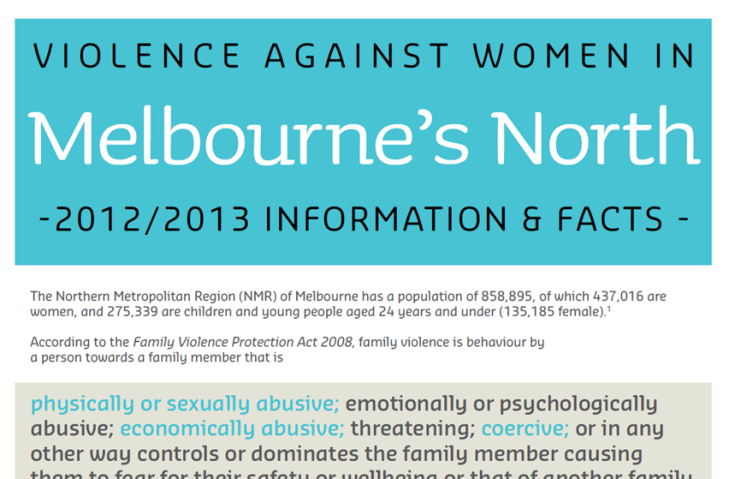 VIOLENCE AGAINST WOMEN IN
Melbourne's North
-2012/2013 INFORMATION & FACTS -
The Northern Metropolitan Region (NMR) of Melbourne has a population of 858,895, of which 437,016 are
women, and 275,339 are children and young people aged 24 years and under (135,185 female).¹
According to the Family Violence Protection Act 2008, family violence is behaviour by
a person towards a family member that is
physically or sexually abusive; emotionally or psychologically
abusive; economically abusive; threatening; coercive; or in any
other way controls or dominates the family member causing
them to fear for their safety or wellbeing or that of another family